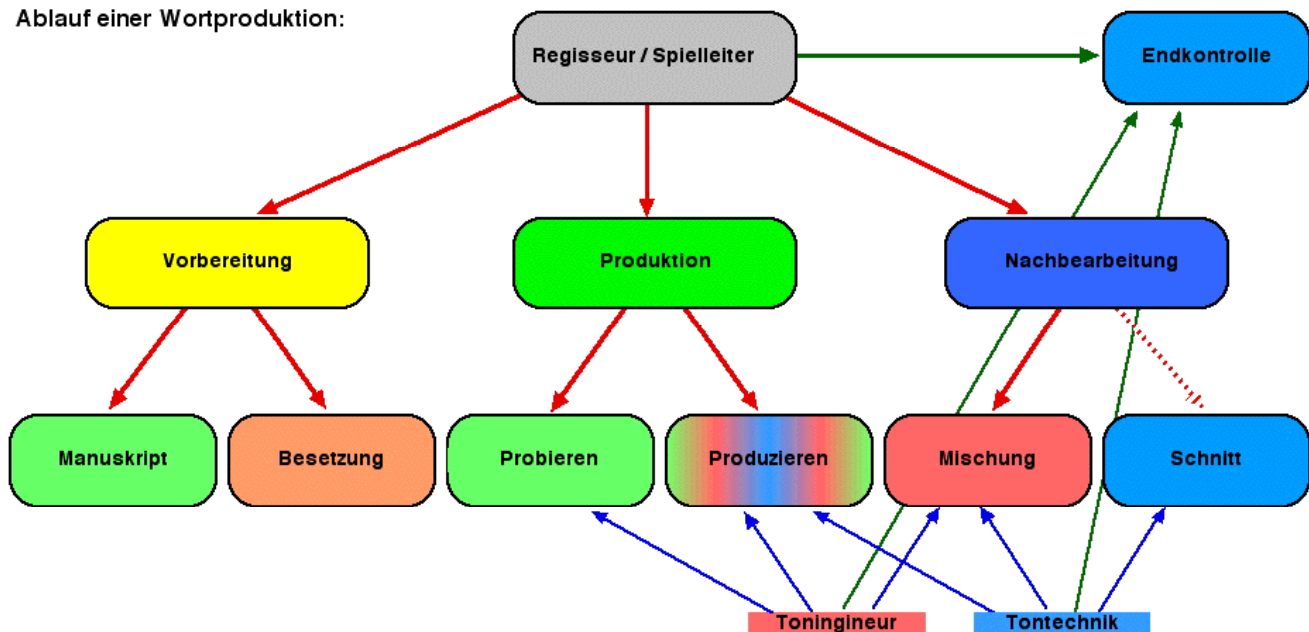 Ablauf einer Wortproduktion:
Regisseur / Spielleiter
Endkontrolle
Vorbereitung
Produktion
Nachbearbeitung
Manuskript
Besetzung
Probieren
Produzieren
Mischung
Schnitt
Toningineur
Tontechnik